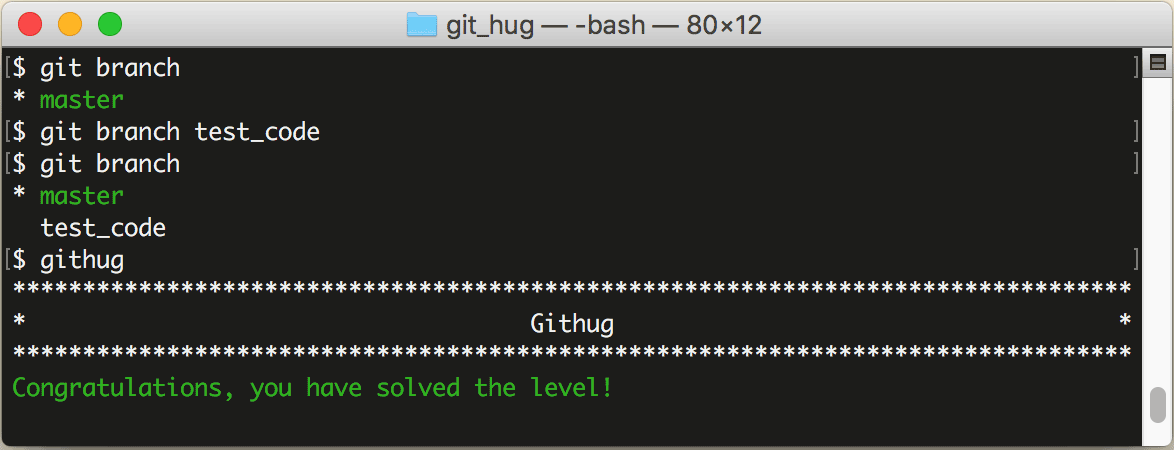 git_hug — -bash — 80×12
[$ git branch ]
* master
[$ git branch test_code ]
[$ git branch ]
* master
  test_code
[$ githug ]
********************************************************************************
*                                     Githug                                    *
********************************************************************************
Congratulations, you have solved the level!